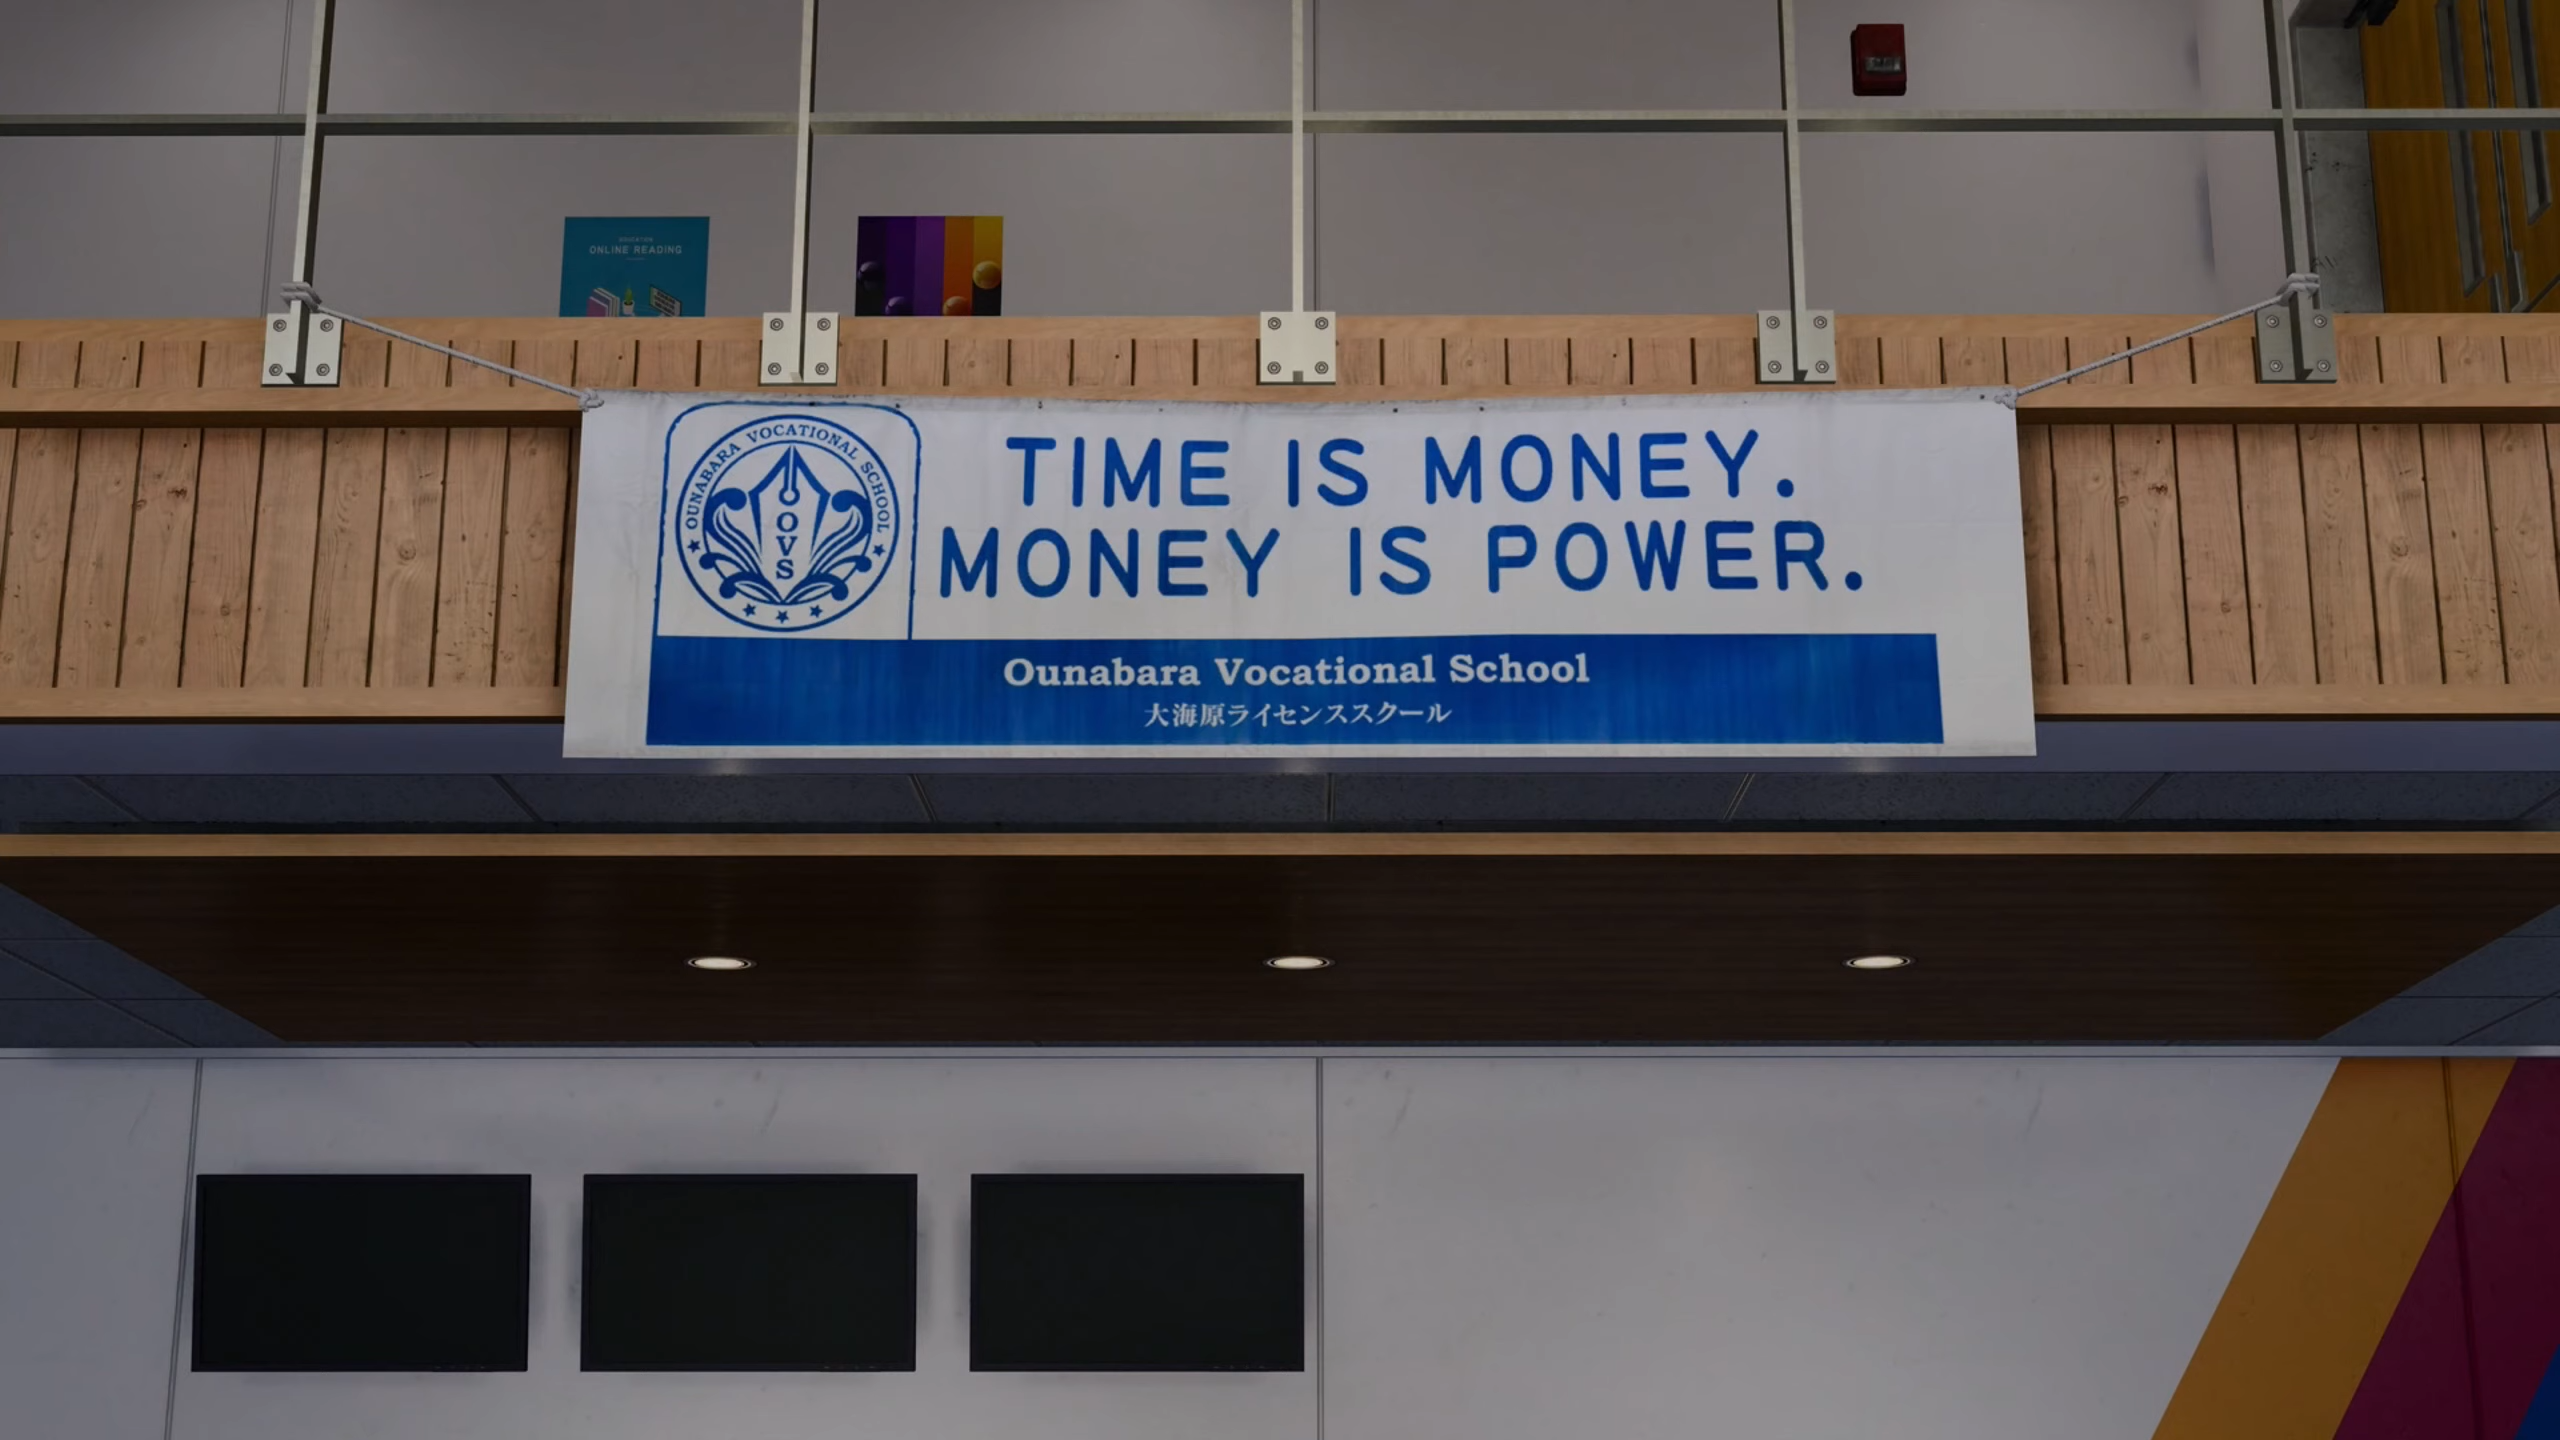 EDUCATION
ONLINE READING
OUNABARA VOCATIONAL SCHOOL
OVS
TIME IS MONEY.
MONEY IS POWER.
Ounabara Vocational School
大海原ライセンススクール